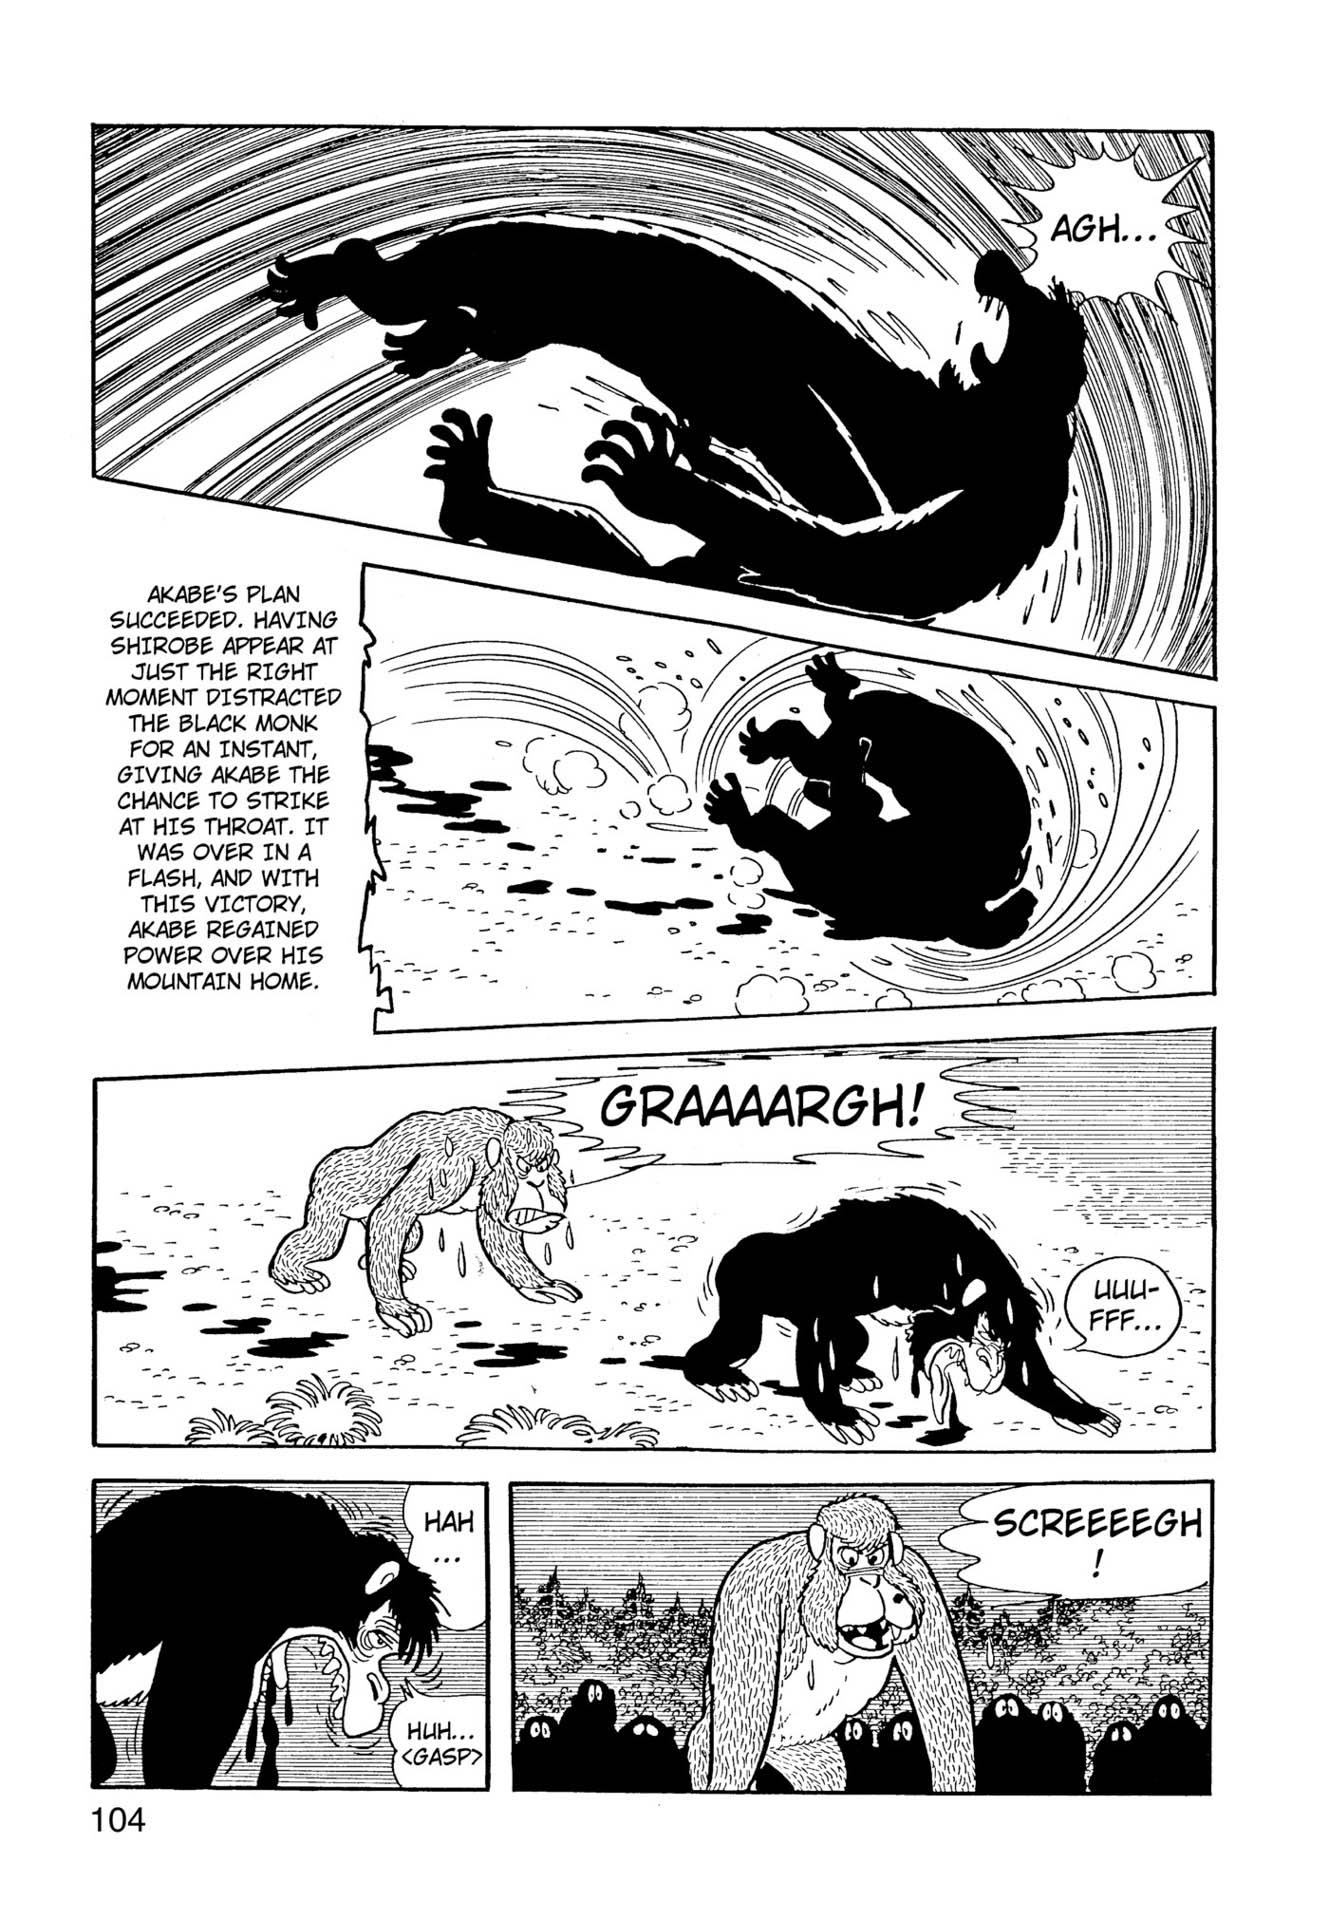 AGH...
AKABE'S PLAN
SUCCEEDED. HAVING
SHIROBE APPEAR AT
JUST THE RIGHT
MOMENT DISTRACTED
THE BLACK MONK
FOR AN INSTANT,
GIVING AKABE THE
CHANCE TO STRIKE
AT HIS THROAT. IT
WAS OVER IN A
FLASH, AND WITH
THIS VICTORY,
AKABE REGAINED
POWER OVER HIS
MOUNTAIN HOME.
GRAAAARGH!
UUU-
FFF...
HAH
...
HUH...
<GASP>
SCREEEEGH
!
104